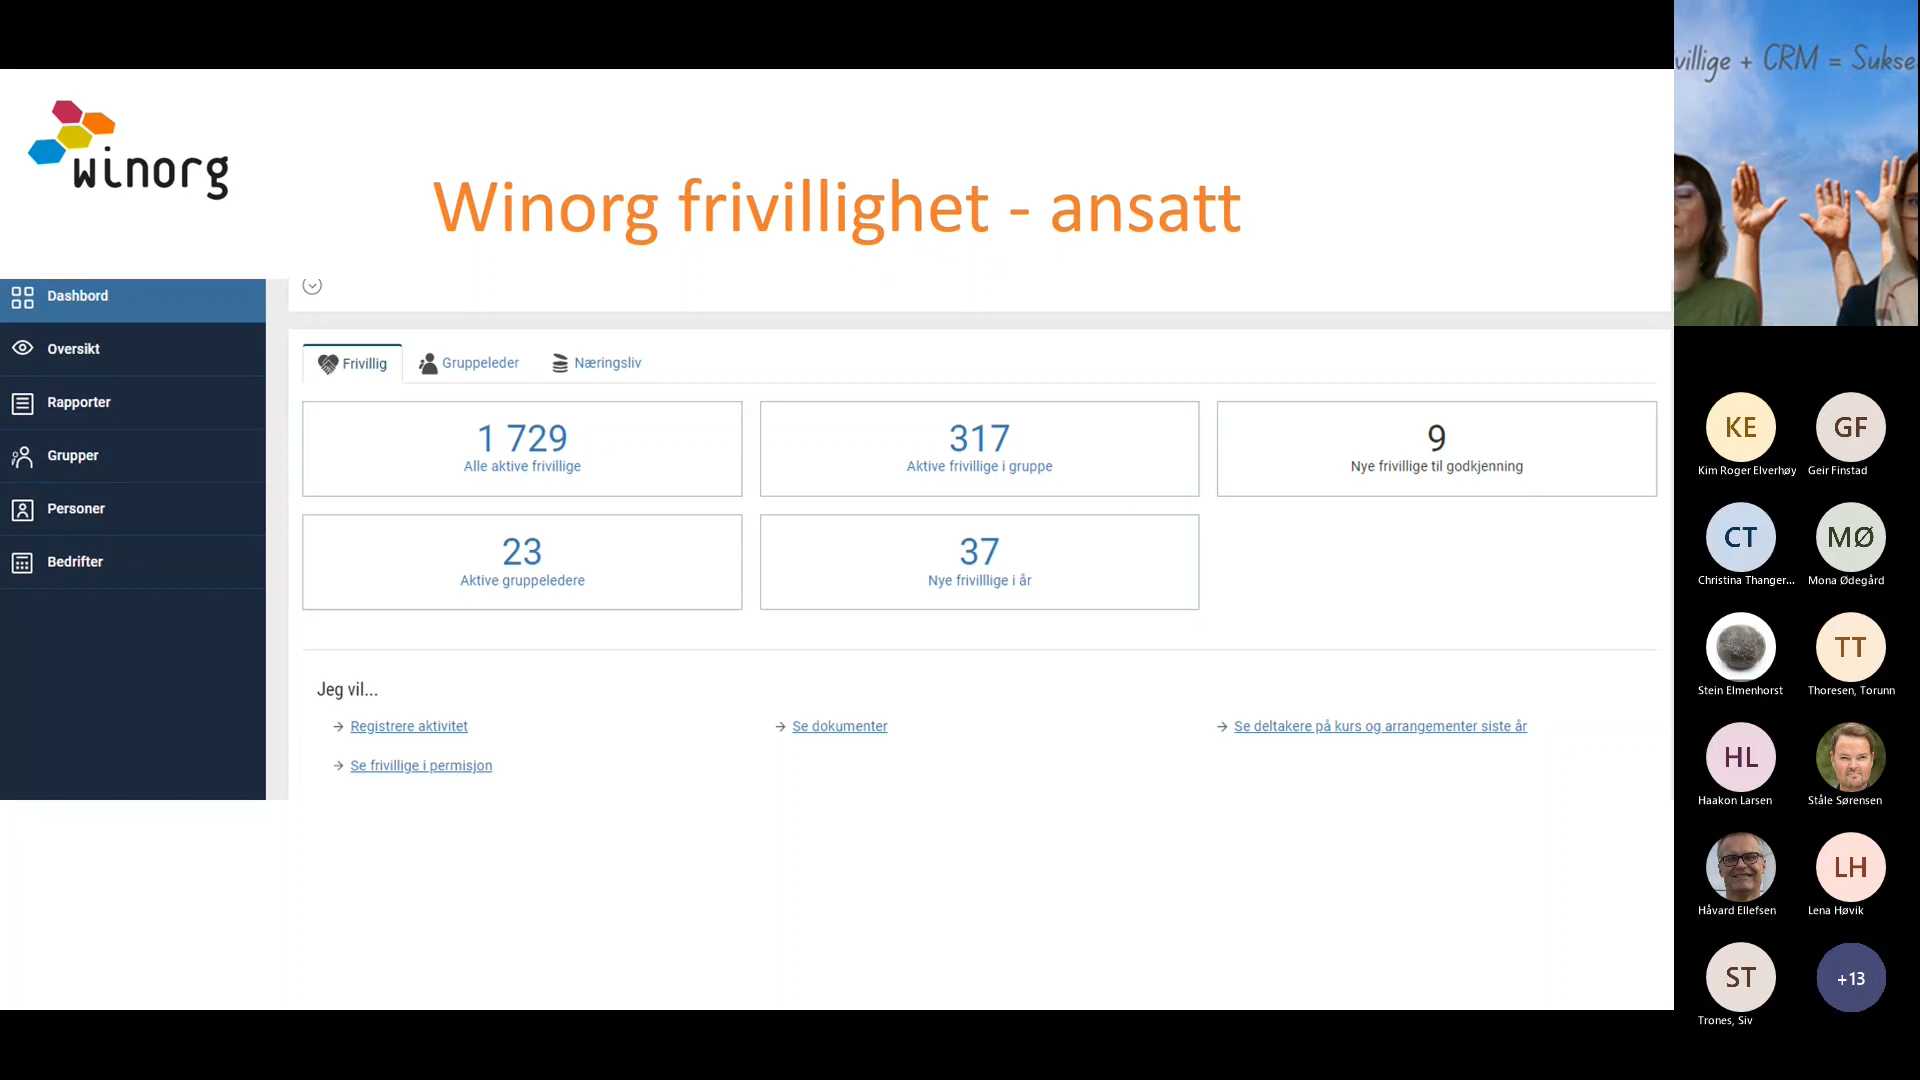 winorg
Winorg frivillighet - ansatt
Dashbord
Oversikt
Rapporter
Grupper
Personer
Bedrifter
Frivillig
Gruppeleder
Næringsliv
1 729
Alle aktive frivillige
317
Aktive frivillige i gruppe
9
Nye frivillige til godkjenning
23
Aktive gruppeledere
37
Nye frivilllige i år
Jeg vil...
Registrere aktivitet
Se dokumenter
Se deltakere på kurs og arrangementer siste år
Se frivillige i permisjon
villige + CRM = Sukse
KE
Kim Roger Elverhøy
GF
Geir Finstad
CT
Christina Thanger...
MØ
Mona Ødegård
Stein Elmenhorst
TT
Thoresen, Torunn
HL
Haakon Larsen
Ståle Sørensen
Håvard Ellefsen
LH
Lena Høvik
ST
Trones, Siv
+13